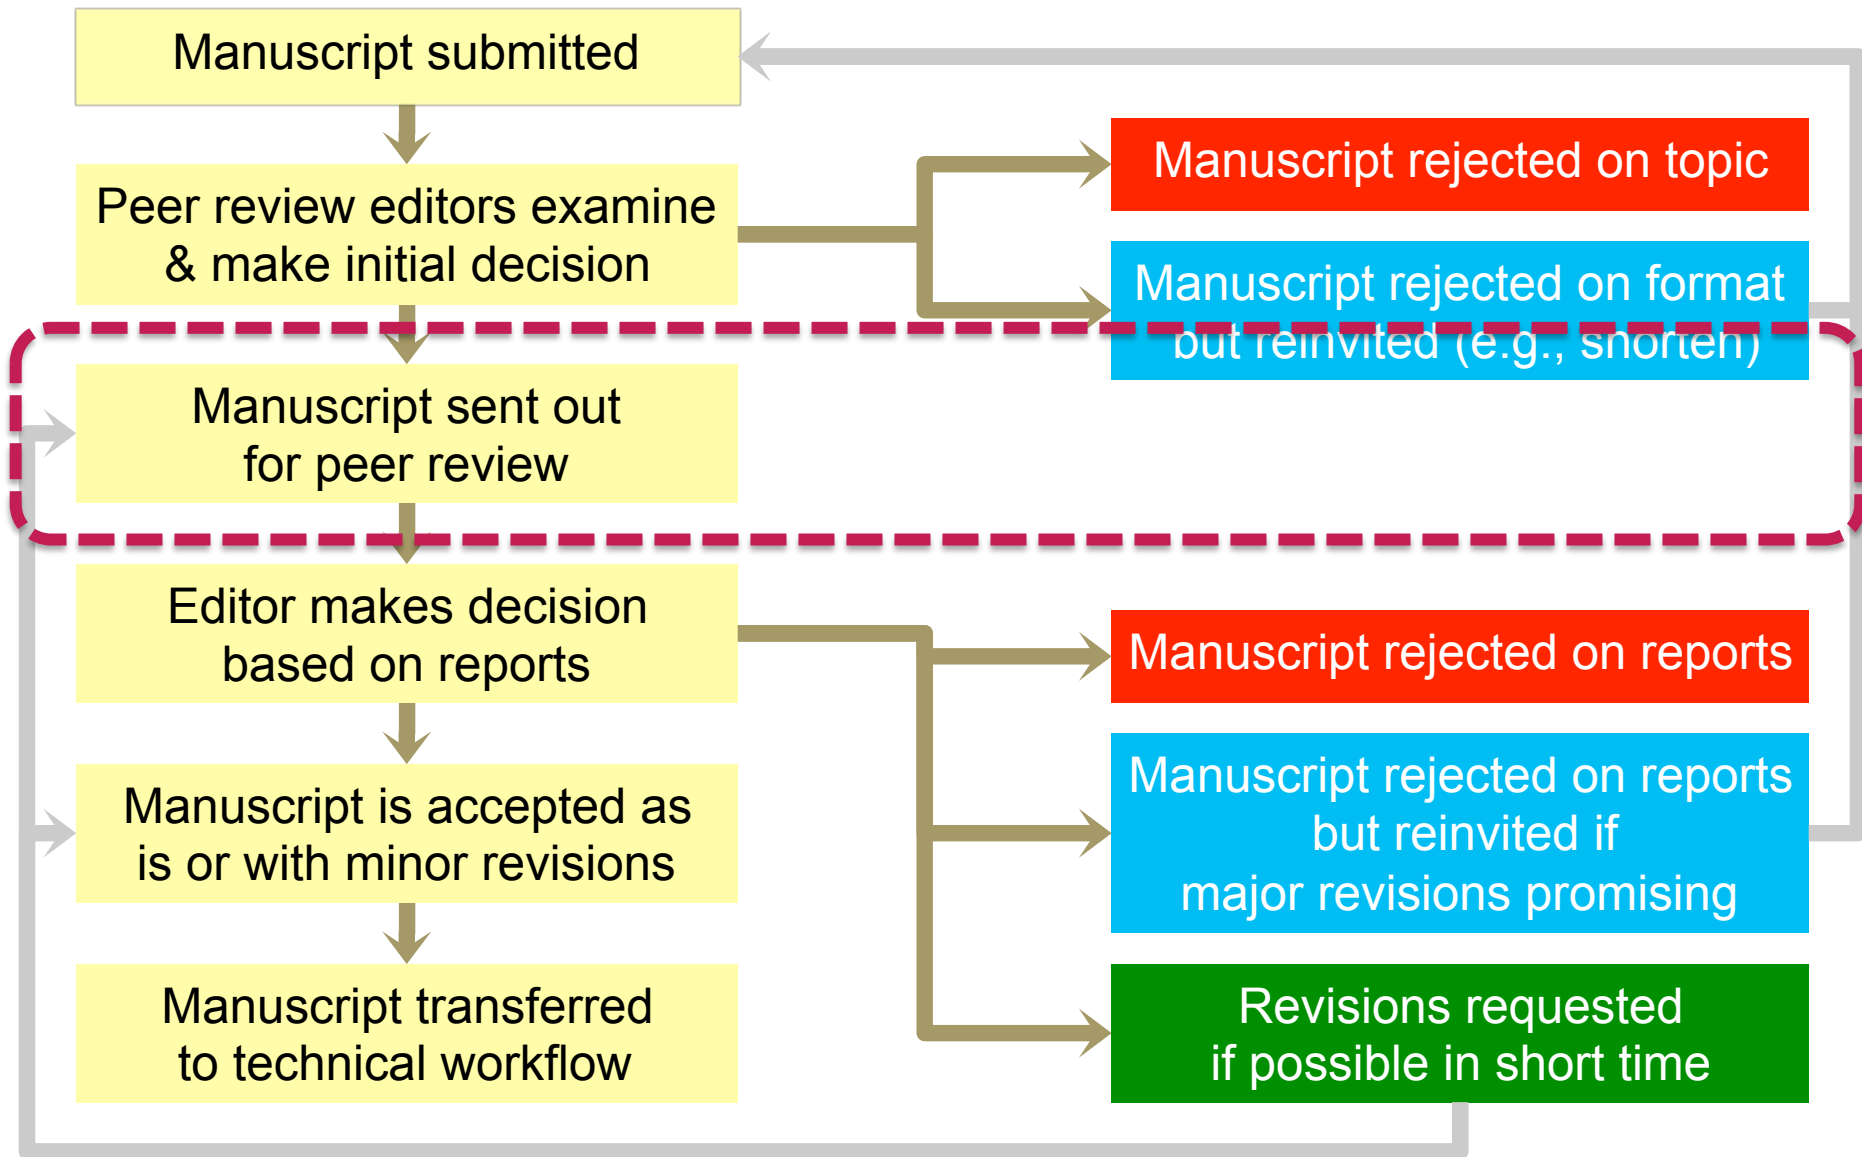 Manuscript submitted
Peer review editors examine
& make initial decision
Manuscript rejected on topic
Manuscript rejected on format
but reinvited (e.g., shorten)
Manuscript sent out
for peer review
Editor makes decision
based on reports
Manuscript rejected on reports
Manuscript is accepted as
is or with minor revisions
Manuscript rejected on reports
but reinvited if
major revisions promising
Manuscript transferred
to technical workflow
Revisions requested
if possible in short time